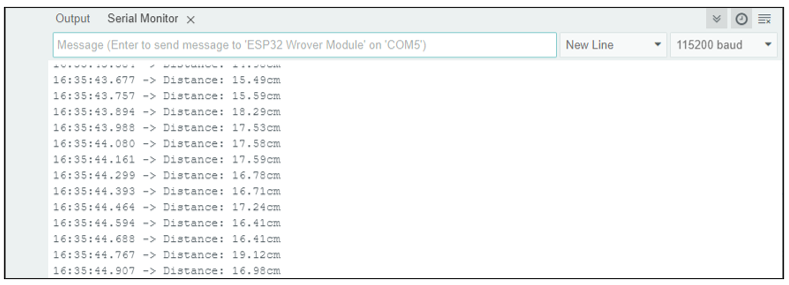 Output Serial Monitor ×
Message (Enter to send message to 'ESP32 Wrover Module' on 'COM5') New Line 115200 baud
16:35:43.677 -> Distance: 15.49cm
16:35:43.757 -> Distance: 15.59cm
16:35:43.894 -> Distance: 18.29cm
16:35:43.988 -> Distance: 17.53cm
16:35:44.080 -> Distance: 17.58cm
16:35:44.161 -> Distance: 17.59cm
16:35:44.299 -> Distance: 16.78cm
16:35:44.393 -> Distance: 16.71cm
16:35:44.464 -> Distance: 17.24cm
16:35:44.594 -> Distance: 16.41cm
16:35:44.688 -> Distance: 16.41cm
16:35:44.767 -> Distance: 19.12cm
16:35:44.907 -> Distance: 16.98cm